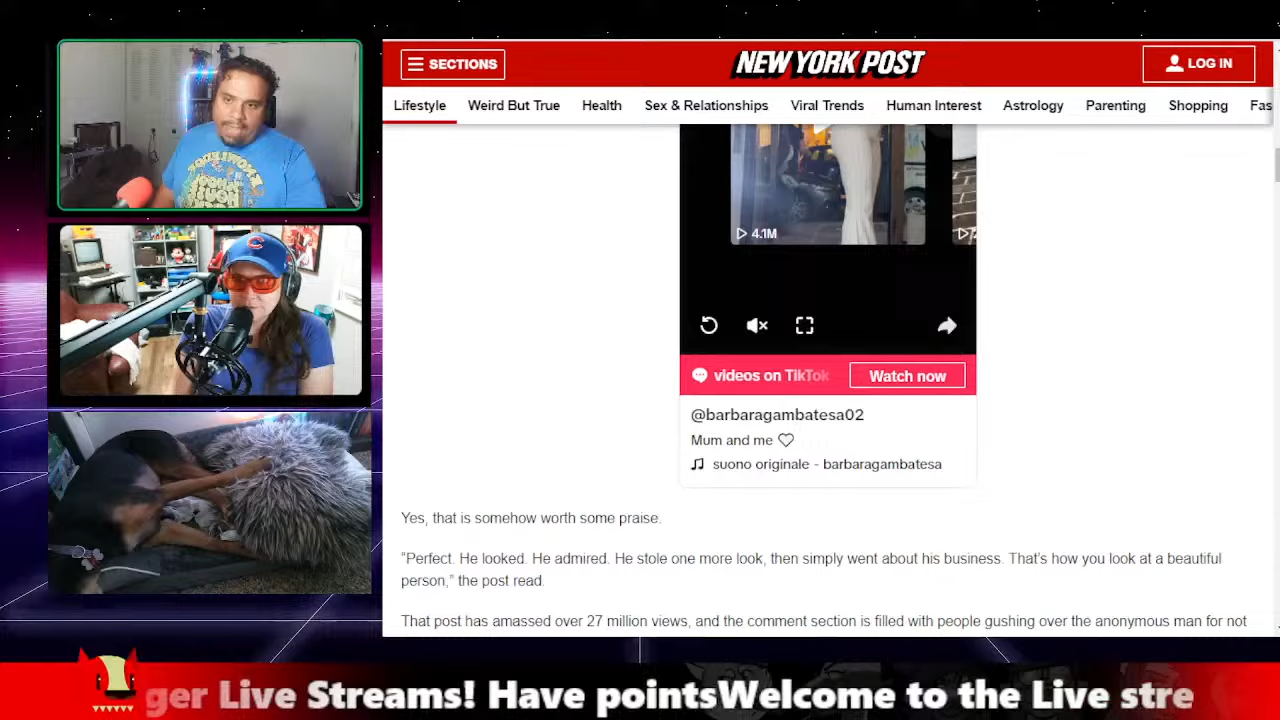 SECTIONS
NEW YORK POST
LOG IN
Lifestyle
Weird But True
Health
Sex & Relationships
Viral Trends
Human Interest
Astrology
Parenting
Shopping
Fas
4.1M
videos on TikTok
Watch now
@barbaragambatesa02
Mum and me
suono originale - barbaragambatesa
Yes, that is somehow worth some praise.
“Perfect. He looked. He admired. He stole one more look, then simply went about his business. That’s how you look at a beautiful
person,” the post read.
That post has amassed over 27 million views, and the comment section is filled with people gushing over the anonymous man for not
ger Live Streams! Have pointsWelcome to the Live stre